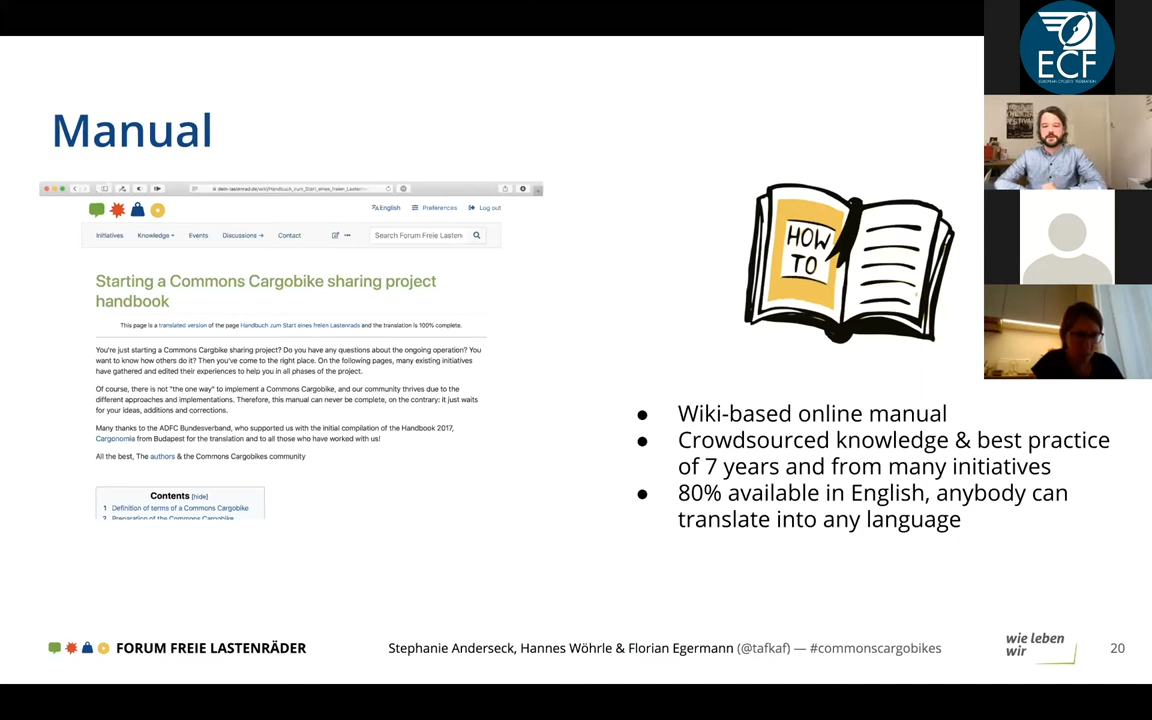 ECF
EUROPEAN CYCLISTS' FEDERATION
Manual
dein-lastenrad.de/wiki/Handbuch_zum_Start_eines_freien_Lastenra
English
Preferences
Log out
Initiatives
Knowledge
Events
Discussions
Contact
Search Forum Freie Lasten
Starting a Commons Cargobike sharing project
handbook
This page is a translated version of the page Handbuch zum Start eines freien Lastenrads and the translation is 100% complete.
You're just starting a Commons Cargbike sharing project? Do you have any questions about the ongoing operation? You
want to know how others do it? Then you've come to the right place. On the following pages, many existing initiatives
have gathered and edited their experiences to help you in all phases of the project.
Of course, there is not "the one way" to implement a Commons Cargobike, and our community thrives due to the
different approaches and implementations. Therefore, this manual can never be complete, on the contrary: it just waits
for your ideas, additions and corrections.
Many thanks to the ADFC Bundesverband, who supported us with the initial compilation of the Handbook 2017,
Cargonomia from Budapest for the translation and to all those who have worked with us!
All the best, The authors & the Commons Cargobikes community
Contents [hide]
1 Definition of terms of a Commons Cargobike
2 Preparation of the Commons Cargobike
HOW
TO
● Wiki-based online manual
● Crowdsourced knowledge & best practice
of 7 years and from many initiatives
● 80% available in English, anybody can
translate into any language
FORUM FREIE LASTENRÄDER
Stephanie Anderseck, Hannes Wöhrle & Florian Egermann (@tafkaf) — #commonscargobikes
wie leben
wir
20